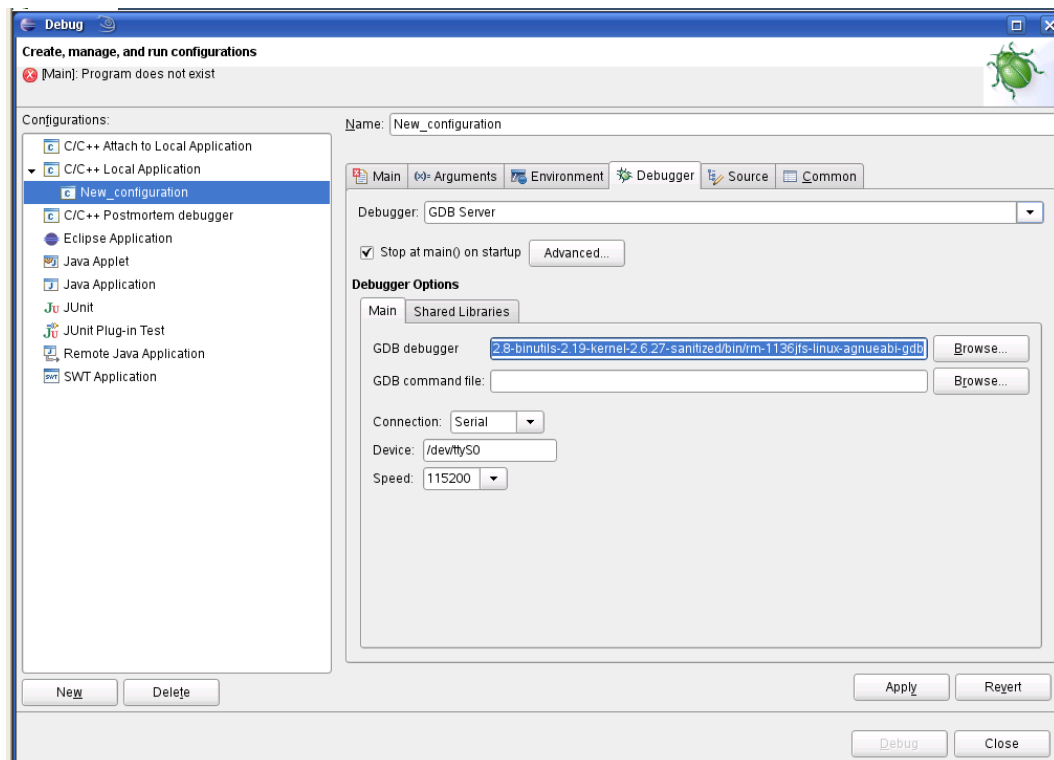 Debug
Create, manage, and run configurations
[Main]: Program does not exist
Configurations:
C/C++ Attach to Local Application
C/C++ Local Application
New_configuration
C/C++ Postmortem debugger
Eclipse Application
Java Applet
Java Application
JUnit
JUnit Plug-in Test
Remote Java Application
SWT Application
New
Delete
Name: New_configuration
Main (x)= Arguments Environment Debugger Source Common
Debugger: GDB Server
Stop at main() on startup Advanced...
Debugger Options
Main Shared Libraries
GDB debugger 2.8-binutils-2.19-kernel-2.6.27-sanitized/bin/rm-1136jfs-linux-agnueabi-gdb Browse...
GDB command file: Browse...
Connection: Serial
Device: /dev/ttyS0
Speed: 115200
Apply Revert
Debug Close